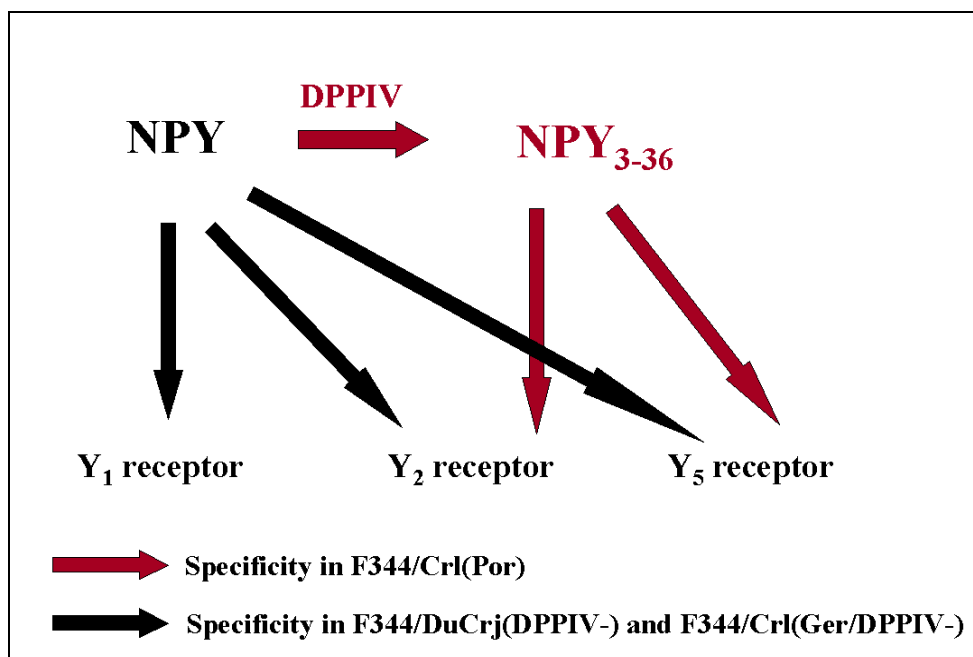 DPPIV
NPY
NPY3-36
Y1 receptor
Y2 receptor
Y5 receptor
Specificity in F344/Crl(Por)
Specificity in F344/DuCrj(DPPIV-) and F344/Crl(Ger/DPPIV-)